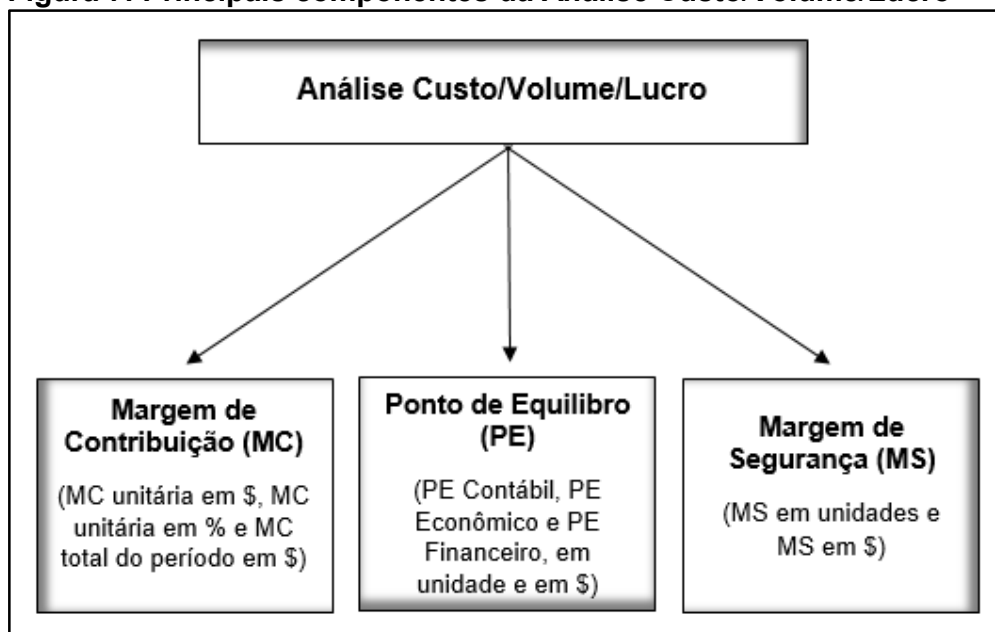 Análise Custo/Volume/Lucro
Margem de
Contribuição (MC)
(MC unitária em $, MC
unitária em % e MC
total do período em $)
Ponto de Equilibro
(PE)
(PE Contábil, PE
Econômico e PE
Financeiro, em
unidade e em $)
Margem de
Segurança (MS)
(MS em unidades e
MS em $)